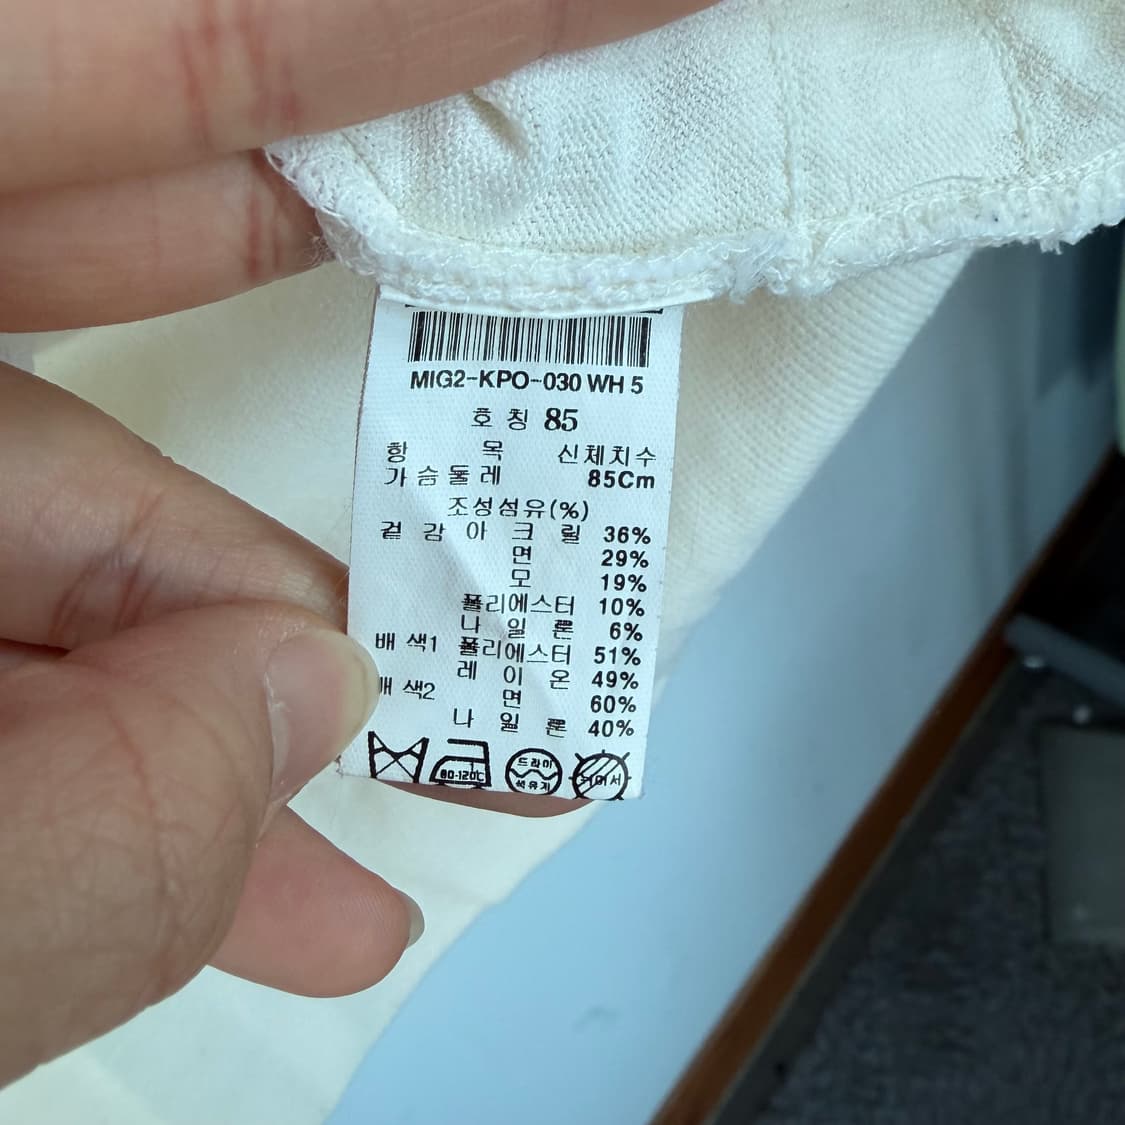 MIG2-KPO-030 WH 5
호칭 85
항목 신체치수
가슴둘레 85Cm
조성섬유(%)
겉감 아크릴 36%
면 29%
모 19%
폴리에스터 10%
나일론 6%
배색1 폴리에스터 51%
레이온 49%
배색2 면 60%
나일론 40%
80-120℃
드라이
석유계
뉘어서